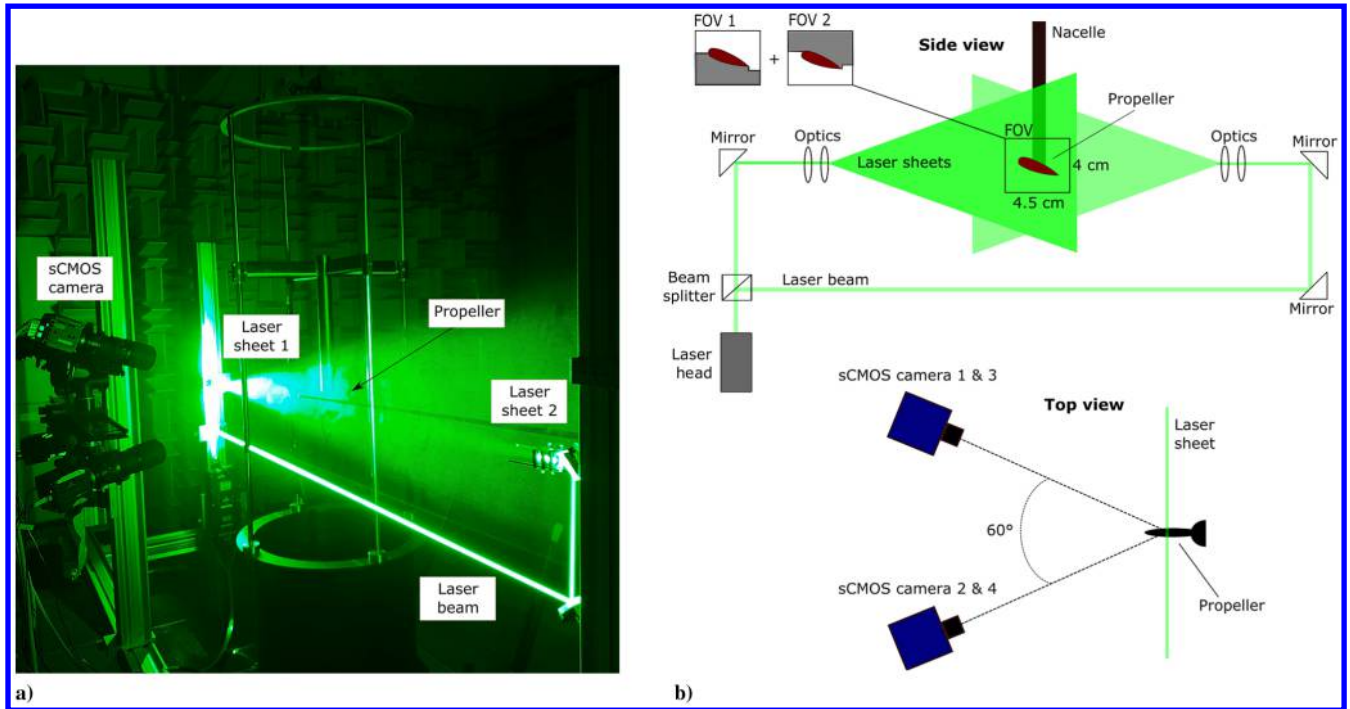 sCMOS
camera
Laser
sheet 1
Propeller
Laser
sheet 2
Laser
beam
a)
FOV 1
FOV 2
+
Side view
Nacelle
Propeller
Mirror
Optics
Laser sheets
FOV
4 cm
4.5 cm
Optics
Mirror
Beam
splitter
Laser beam
Mirror
Laser
head
sCMOS camera 1 & 3
Top view
Laser
sheet
60°
sCMOS camera 2 & 4
Propeller
b)